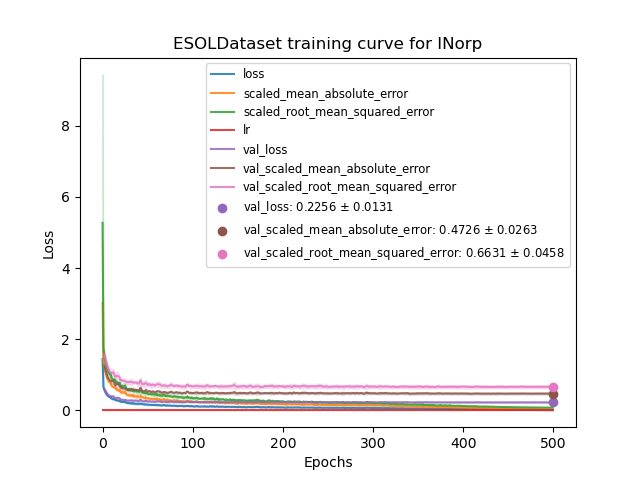 ESOLDataset training curve for INorp
loss
scaled_mean_absolute_error
scaled_root_mean_squared_error
lr
val_loss
val_scaled_mean_absolute_error
val_scaled_root_mean_squared_error
val_loss: 0.2256 ± 0.0131
val_scaled_mean_absolute_error: 0.4726 ± 0.0263
val_scaled_root_mean_squared_error: 0.6631 ± 0.0458
8
6
4
2
0
Loss
0 100 200 300 400 500
Epochs